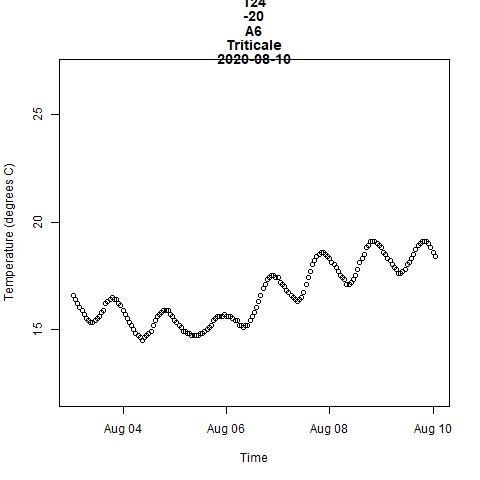 T24
-20
A6
Triticale
2020-08-10
Temperature (degrees C)
25
20
15
Aug 04
Aug 06
Aug 08
Aug 10
Time